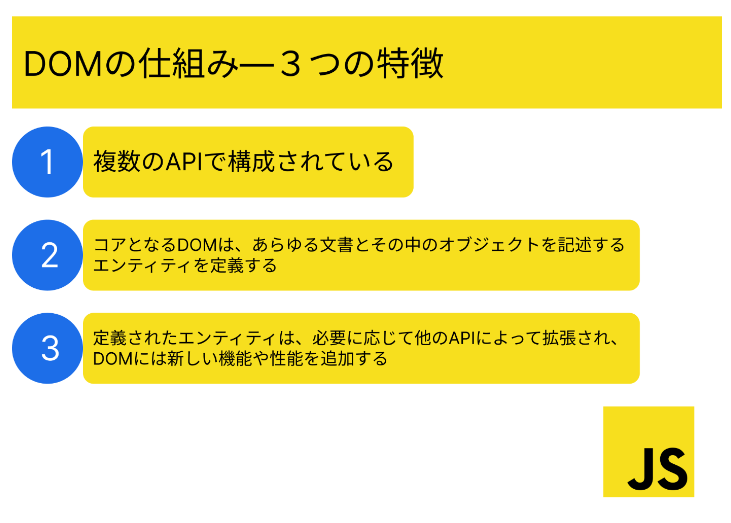 DOMの仕組み—３つの特徴
1
複数のAPIで構成されている
2
コアとなるDOMは、あらゆる文書とその中のオブジェクトを記述する
エンティティを定義する
3
定義されたエンティティは、必要に応じて他のAPIによって拡張され、
DOMには新しい機能や性能を追加する
JS